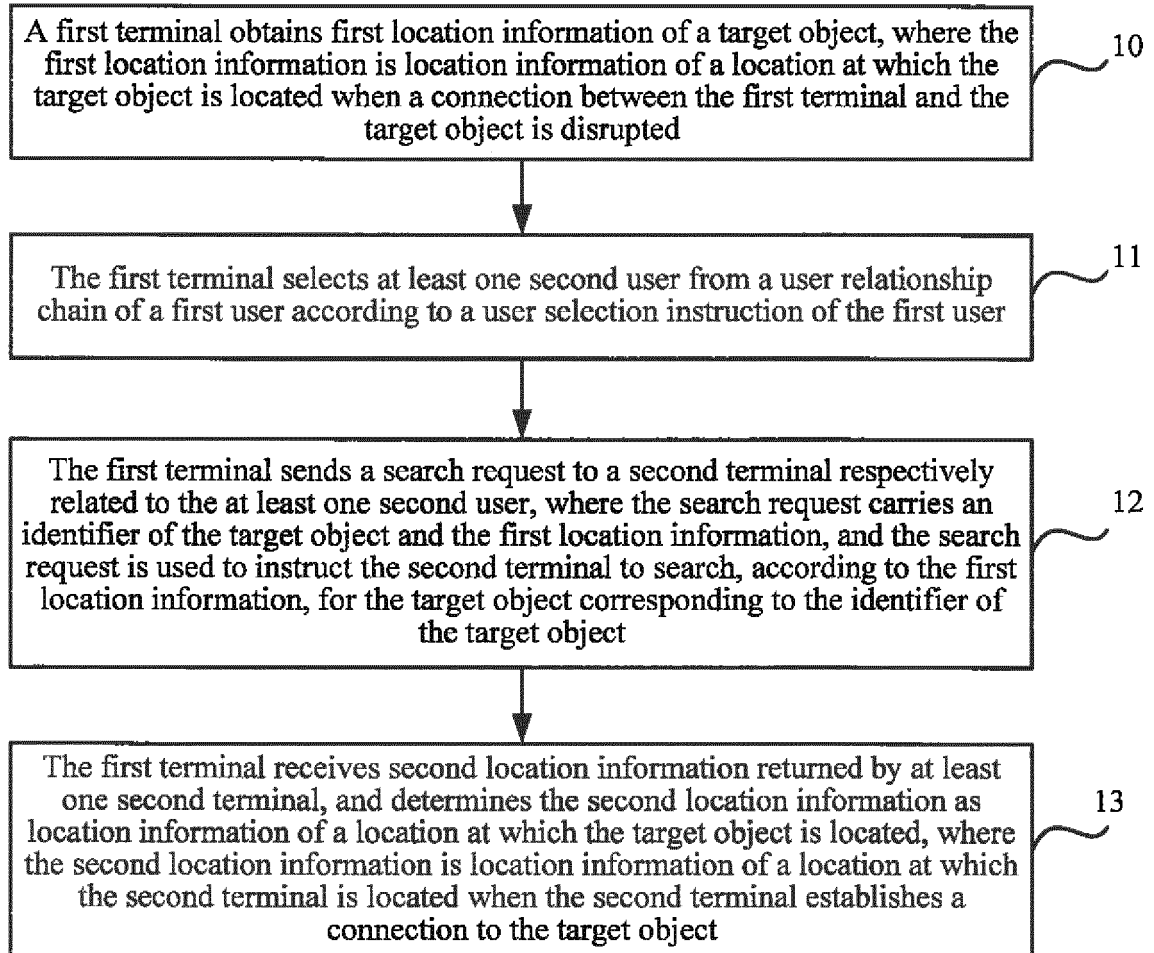 A first terminal obtains first location information of a target object, where the
first location information is location information of a location at which the
target object is located when a connection between the first terminal and the
target object is disrupted
10
The first terminal selects at least one second user from a user relationship
chain of a first user according to a user selection instruction of the first user
11
The first terminal sends a search request to a second terminal respectively
related to the at least one second user, where the search request carries an
identifier of the target object and the first location information, and the search
request is used to instruct the second terminal to search, according to the first
location information, for the target object corresponding to the identifier of
the target object
12
The first terminal receives second location information returned by at least
one second terminal, and determines the second location information as
location information of a location at which the target object is located, where
the second location information is location information of a location at which
the second terminal is located when the second terminal establishes a
connection to the target object
13